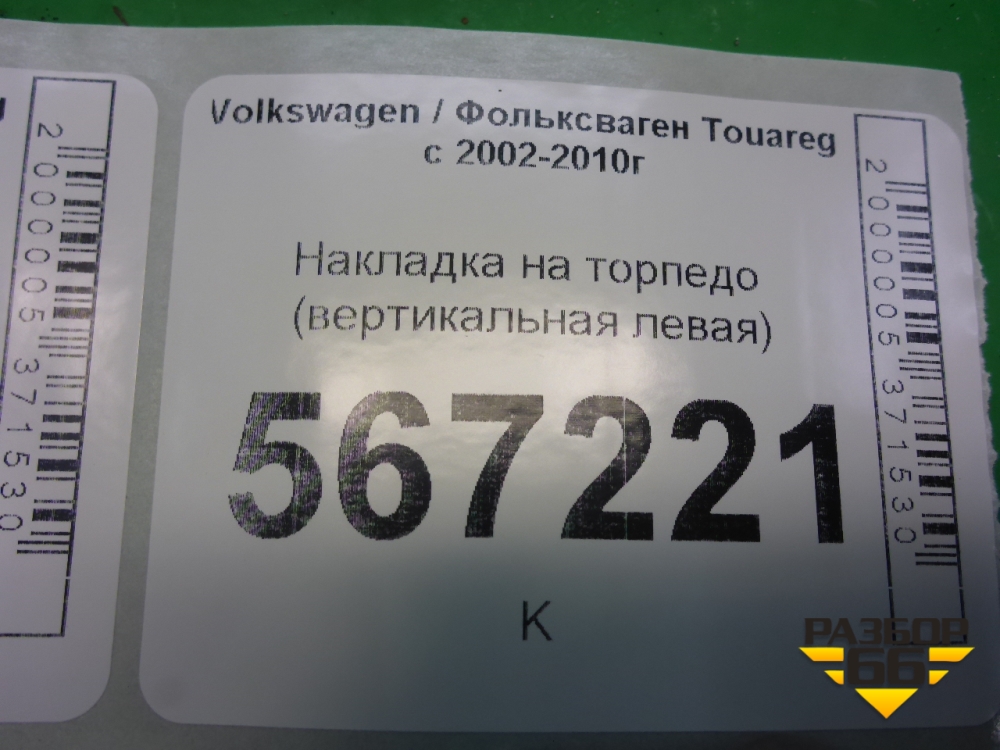 Volkswagen / Фольксваген Touareg
с 2002-2010г
Накладка на торпедо
(вертикальная левая)
567221
К
2000005371530
2000005371530
РАЗБОР
66